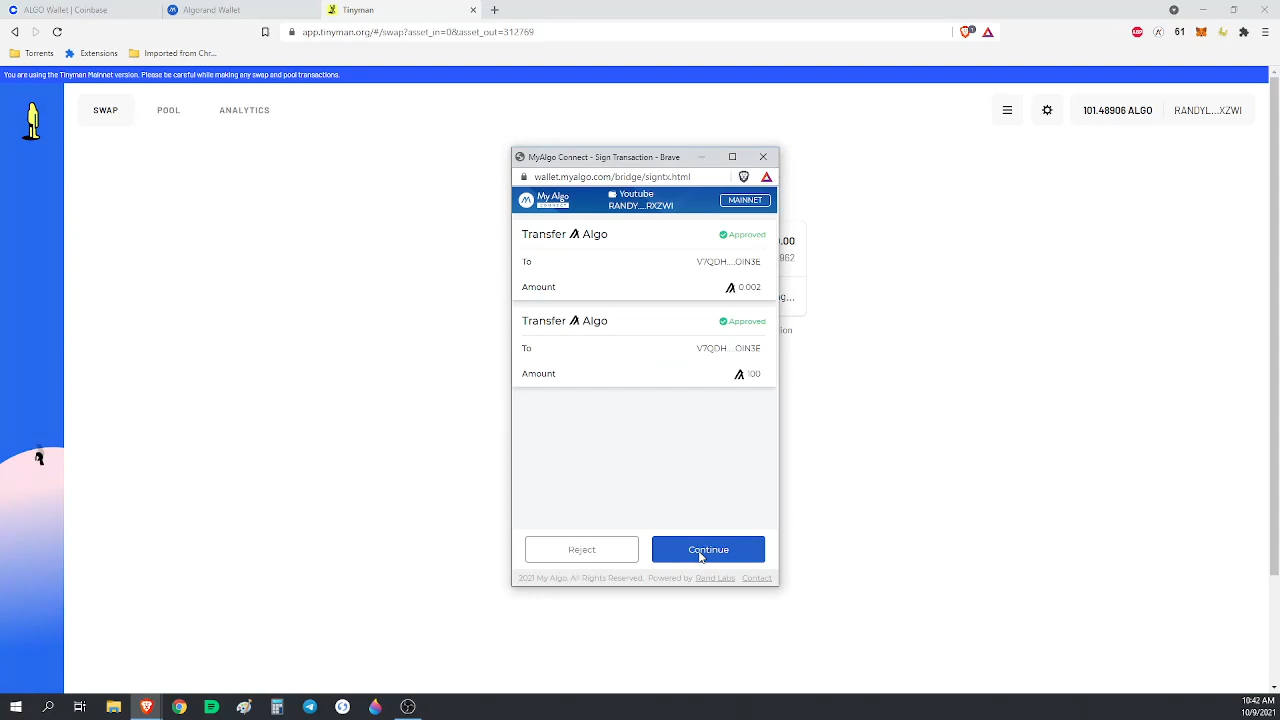 ALGO Wallet | Coinbase
Algorand Wallet
Tinyman
app.tinyman.org/#/swap?asset_in=0&asset_out=312769
61
Torrents
Extensions
Imported from Chr...
You are using the Tinyman Mainnet version. Please be careful while making any swap and pool transactions.
SWAP
POOL
ANALYTICS
101.48906 ALGO
RANDYL...XZWI
MyAlgo Connect - Sign Transaction - Brave
wallet.myalgo.com/bridge/signtx.html
My Algo
CONNECT
Youtube
RANDY....RXZWI
MAINNET
Transfer Algo
Approved
To
V7QDH....OIN3E
Amount
0.002
Transfer Algo
Approved
To
V7QDH....OIN3E
Amount
100
.00
962
g...
ion
Reject
Continue
2021 My Algo. All Rights Reserved. Powered by Rand Labs Contact
10:42 AM
10/9/2021